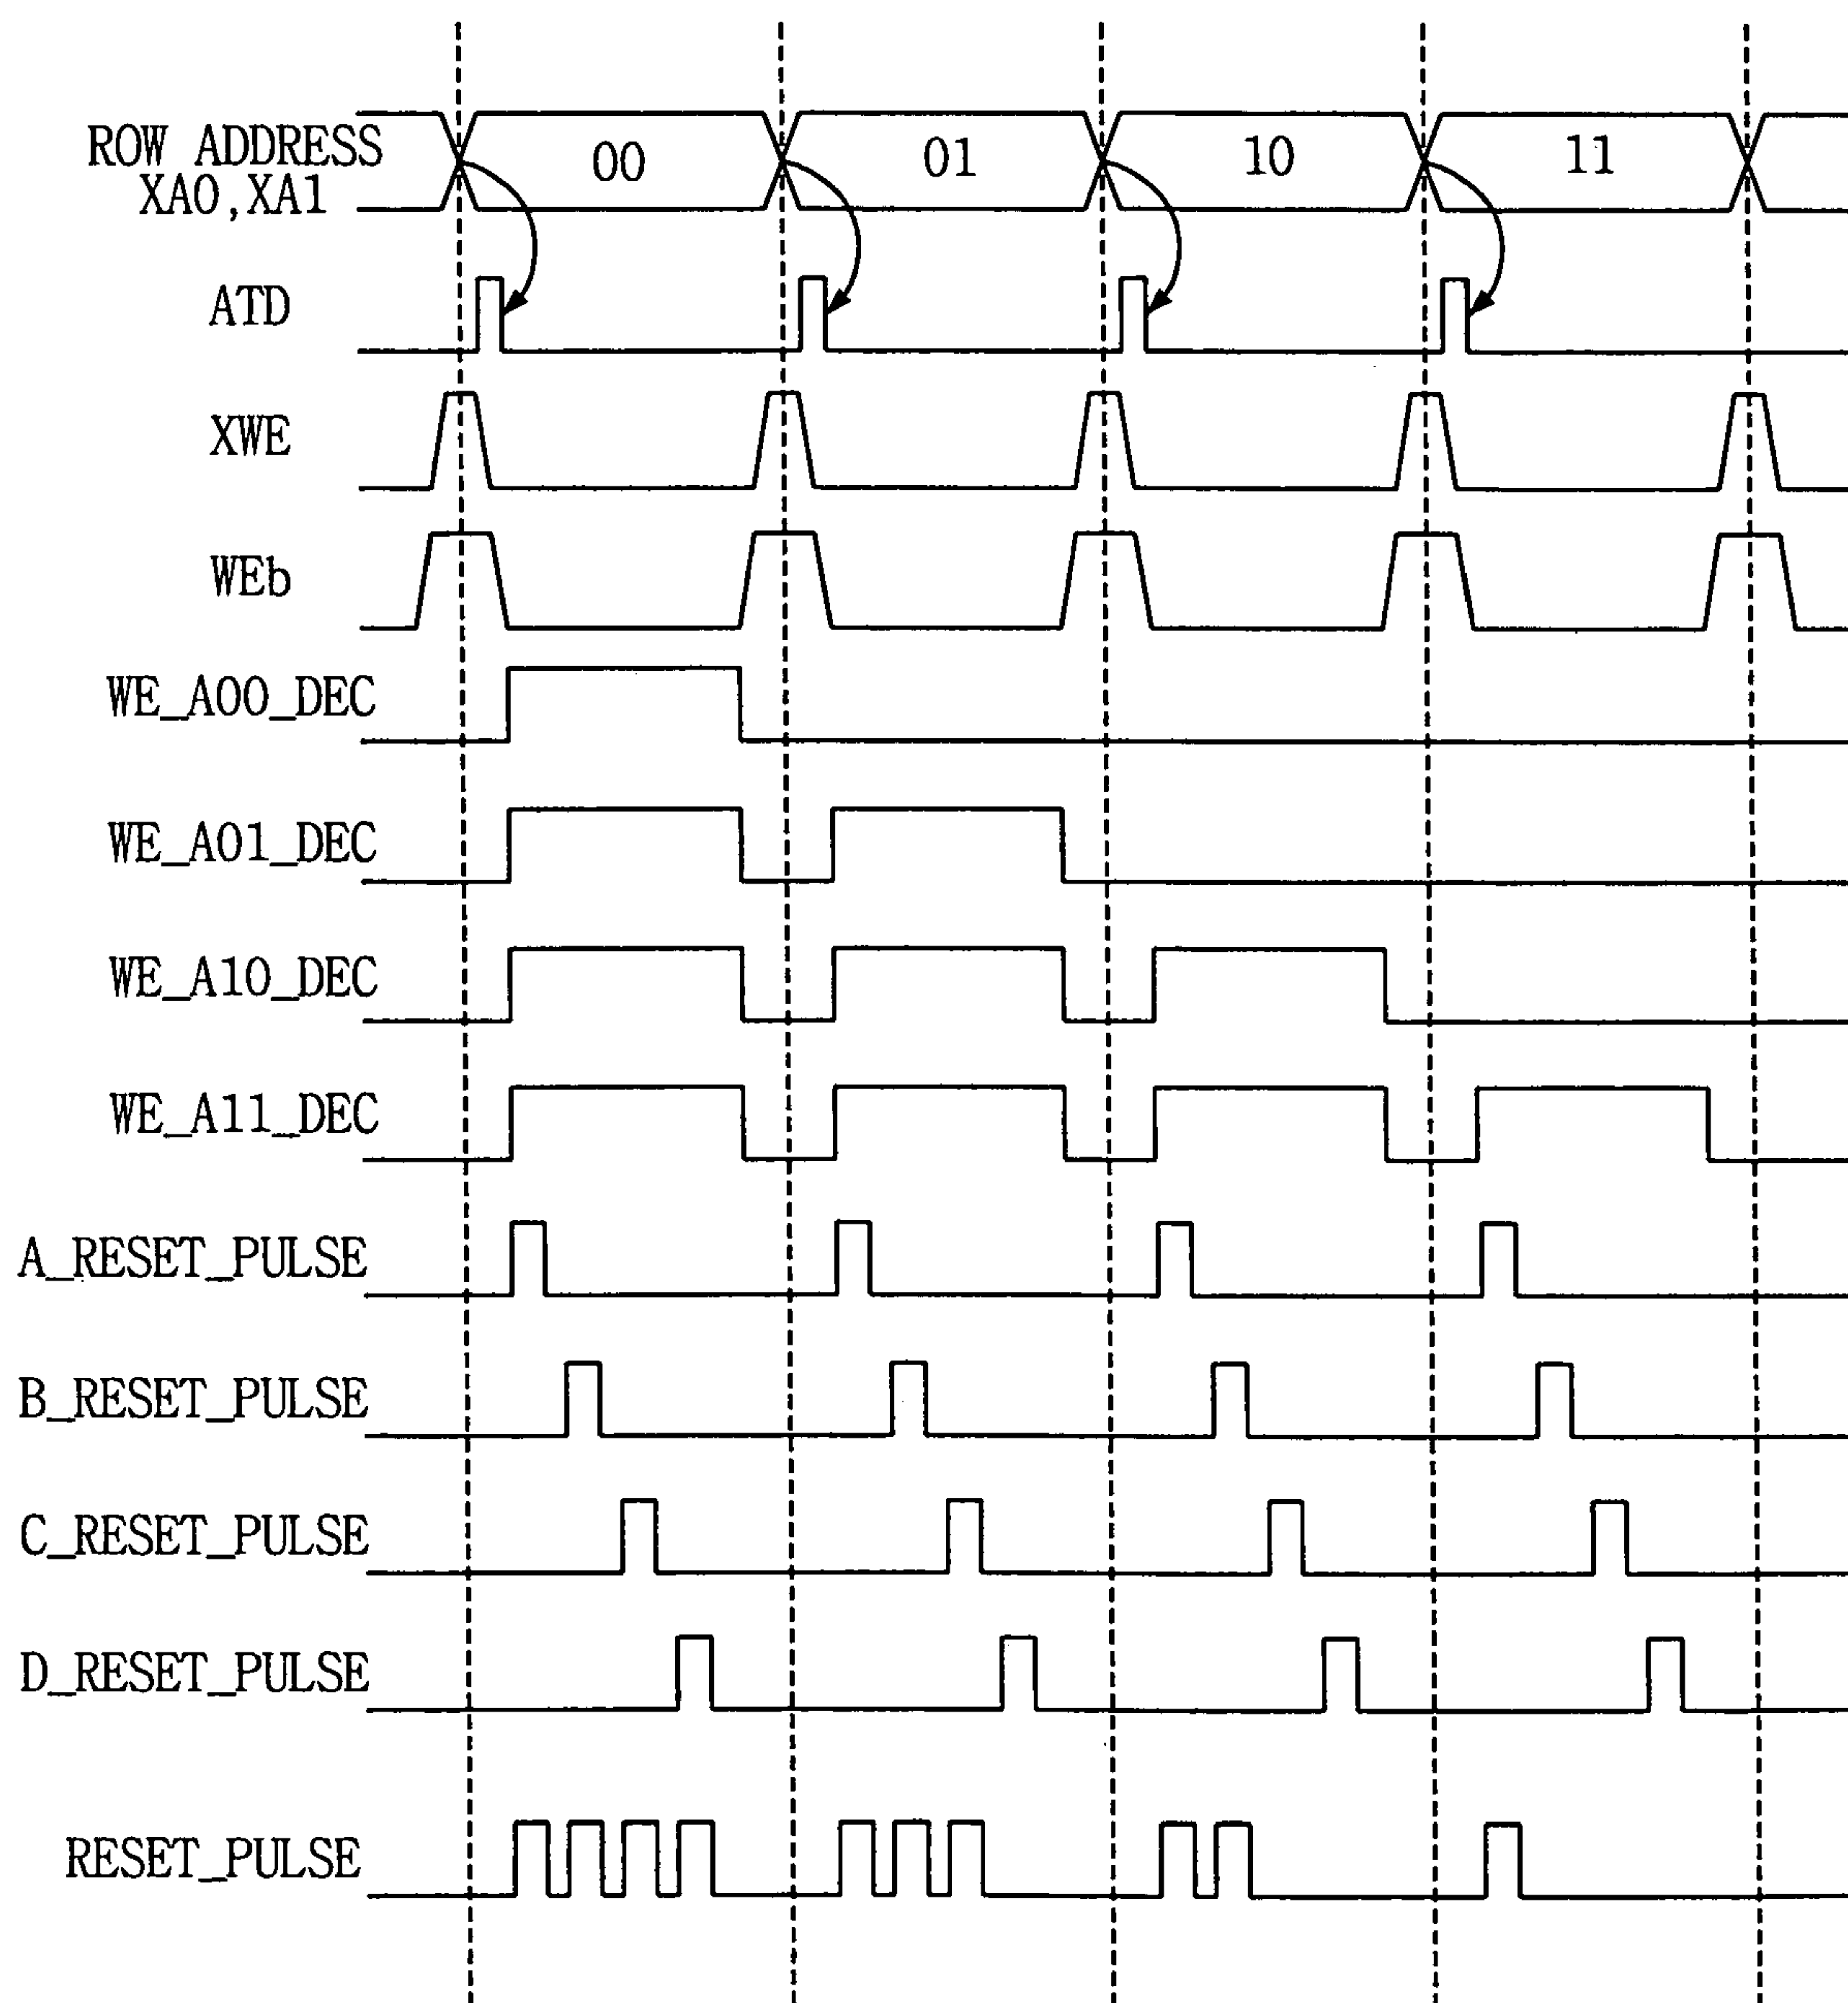 ROW ADDRESS
XA0,XA1
00
01
10
11
ATD
XWE
WEb
WE_A00_DEC
WE_A01_DEC
WE_A10_DEC
WE_A11_DEC
A_RESET_PULSE
B_RESET_PULSE
C_RESET_PULSE
D_RESET_PULSE
RESET_PULSE